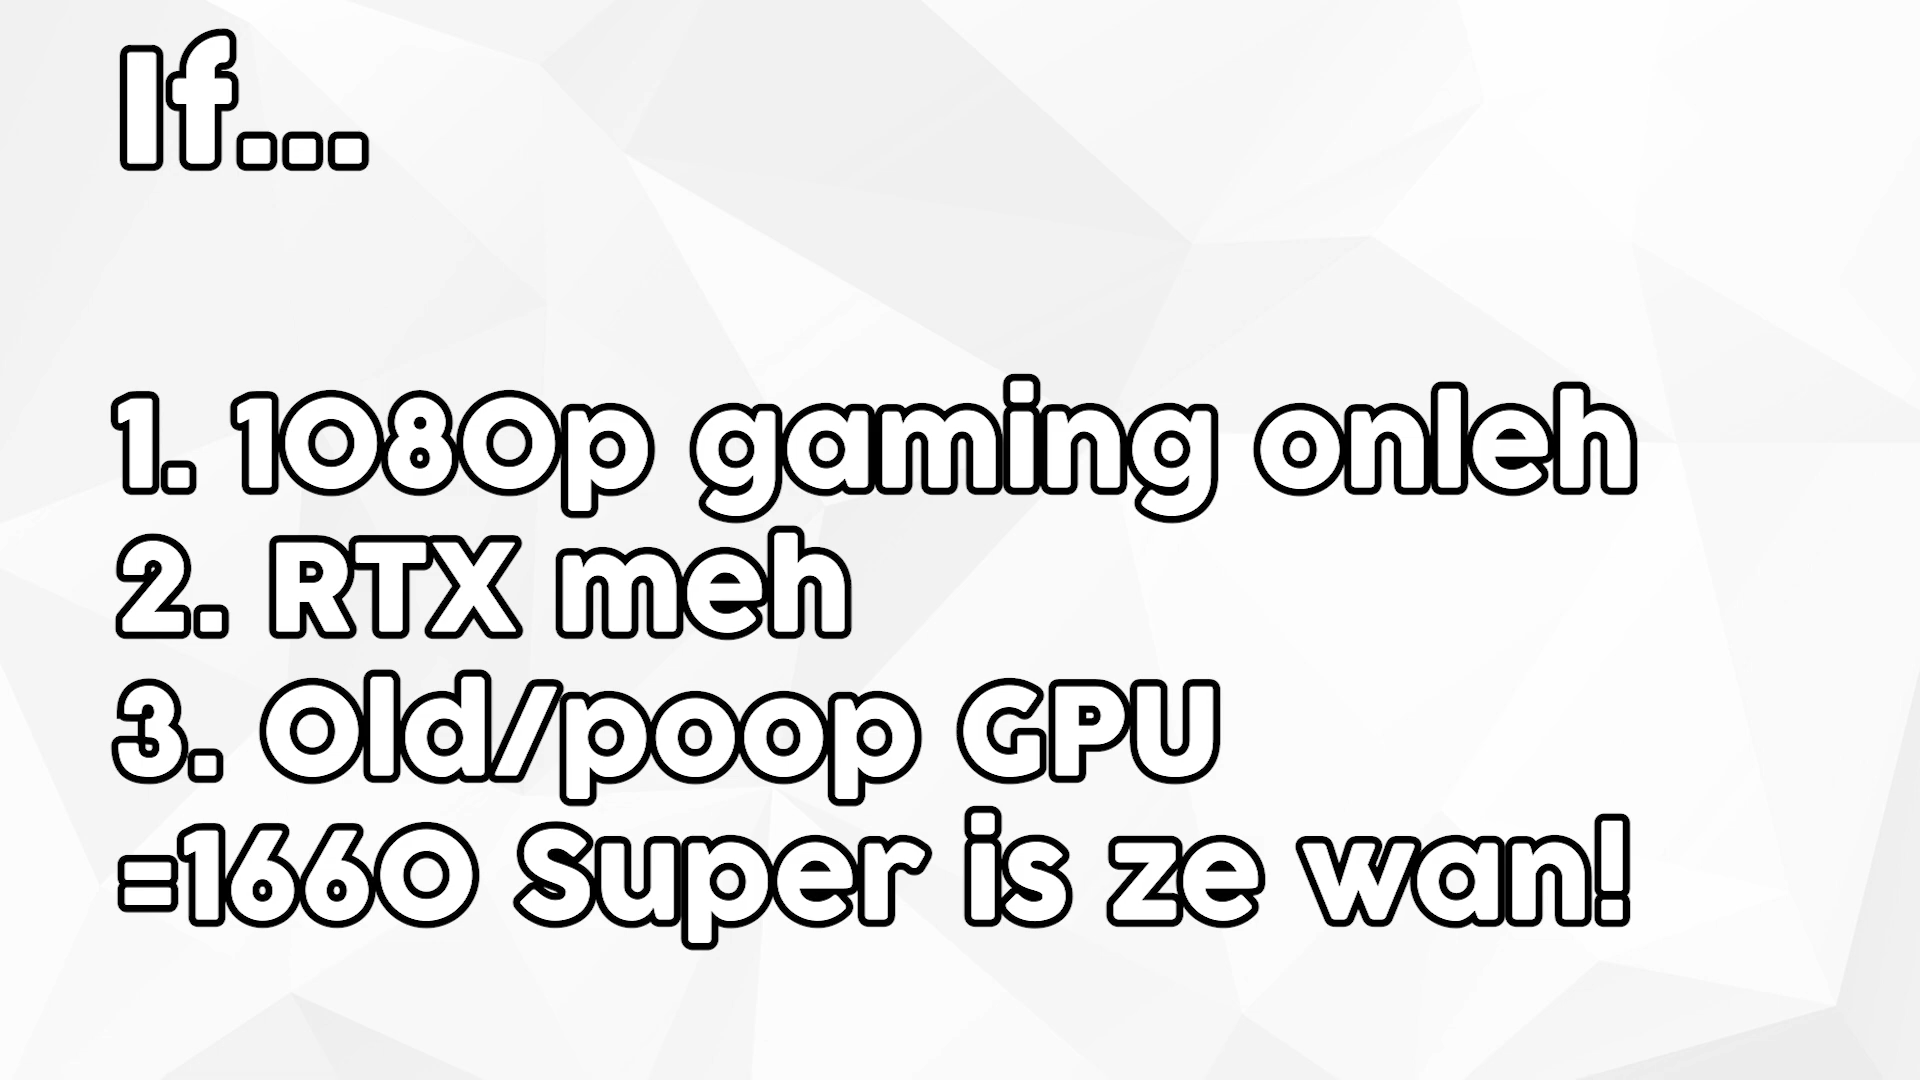 If...
1. 1080p gaming onleh
2. RTX meh
3. Old/poop GPU
=1660 Super is ze wan!